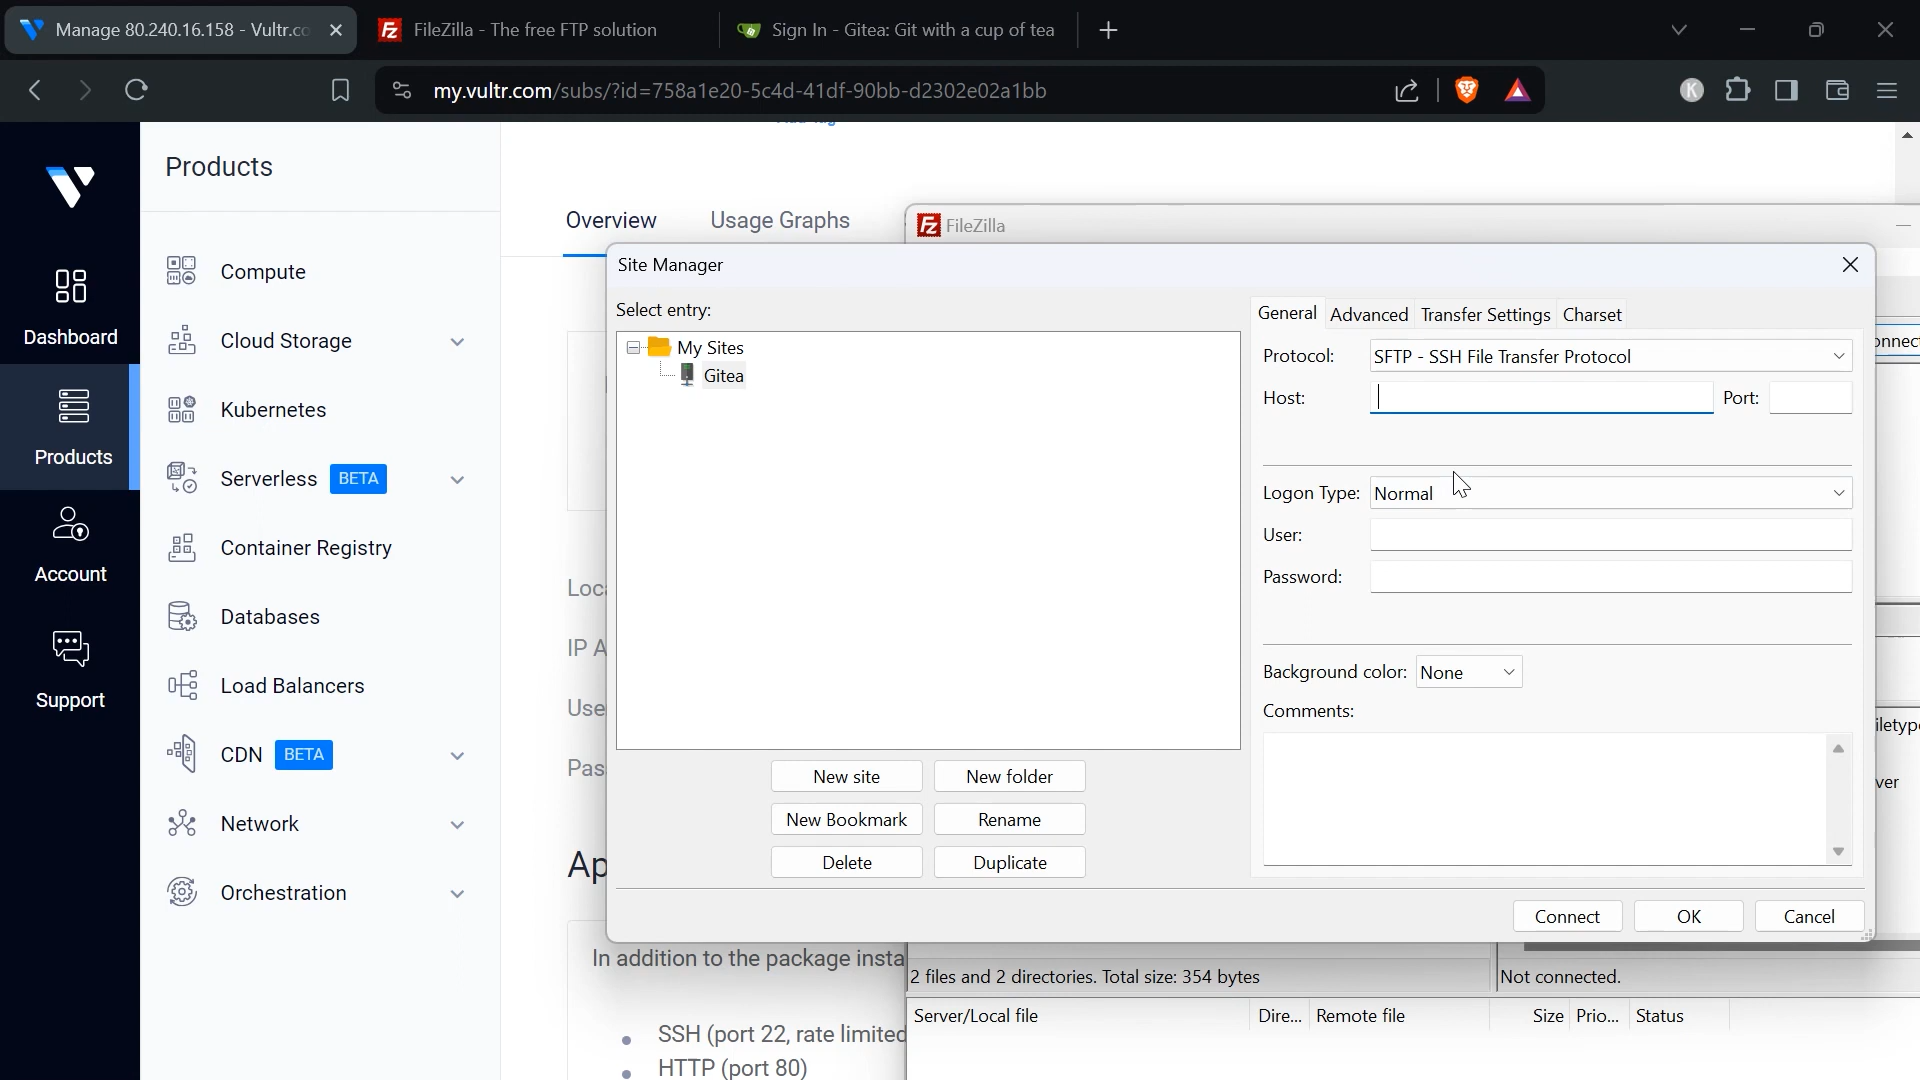 Manage 80.240.16.158 - Vultr.co
FileZilla - The free FTP solution
Sign In - Gitea: Git with a cup of tea
my.vultr.com/subs/?id=758a1e20-5c4d-41df-90bb-d2302e02a1bb
K
Products
Dashboard
Products
Account
Support
Compute
Cloud Storage
Kubernetes
Serverless BETA
Container Registry
Databases
Load Balancers
CDN BETA
Network
Orchestration
Overview
Usage Graphs
FileZilla
Site Manager
Select entry:
My Sites
Gitea
General
Advanced
Transfer Settings
Charset
Protocol:
SFTP - SSH File Transfer Protocol
Host:
Port:
Logon Type:
Normal
User:
Password:
Background color:
None
Comments:
New site
New folder
New Bookmark
Rename
Delete
Duplicate
Connect
OK
Cancel
Loc
IP A
Use
Pas
Ap
In addition to the package insta
SSH (port 22, rate limited
HTTP (port 80)
2 files and 2 directories. Total size: 354 bytes
Not connected.
Server/Local file
Dire...
Remote file
Size
Prio...
Status